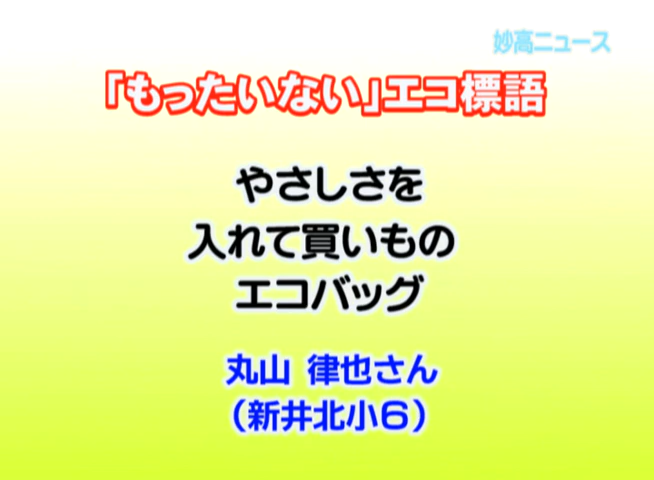 妙高ニュース
「もったいない」エコ標語
やさしさを
入れて買いもの
エコバッグ
丸山 律也さん
(新井北小6)